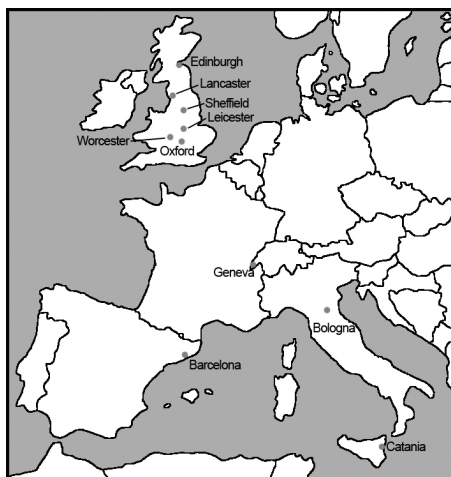 Edinburgh
Lancaster
Sheffield
Leicester
Worcester
Oxford
Geneva
Bologna
Barcelona
Catania